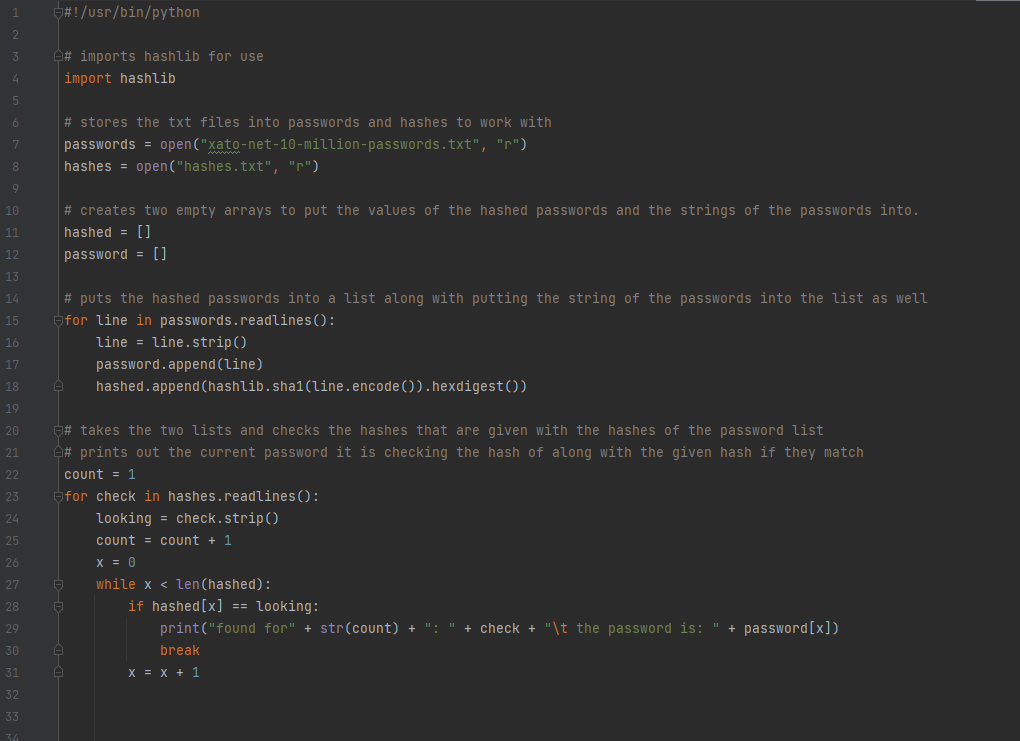 1 #!/usr/bin/python
2
3 # imports hashlib for use
4 import hashlib
5
6 # stores the txt files into passwords and hashes to work with
7 passwords = open("xato-net-10-million-passwords.txt", "r")
8 hashes = open("hashes.txt", "r")
9
10 # creates two empty arrays to put the values of the hashed passwords and the strings of the passwords into.
11 hashed = []
12 password = []
13
14 # puts the hashed passwords into a list along with putting the string of the passwords into the list as well
15 for line in passwords.readlines():
16     line = line.strip()
17     password.append(line)
18     hashed.append(hashlib.sha1(line.encode()).hexdigest())
19
20 # takes the two lists and checks the hashes that are given with the hashes of the password list
21 # prints out the current password it is checking the hash of along with the given hash if they match
22 count = 1
23 for check in hashes.readlines():
24     looking = check.strip()
25     count = count + 1
26     x = 0
27     while x < len(hashed):
28         if hashed[x] == looking:
29             print("found for" + str(count) + ": " + check + "\t the password is: " + password[x])
30             break
31         x = x + 1
32
33
34